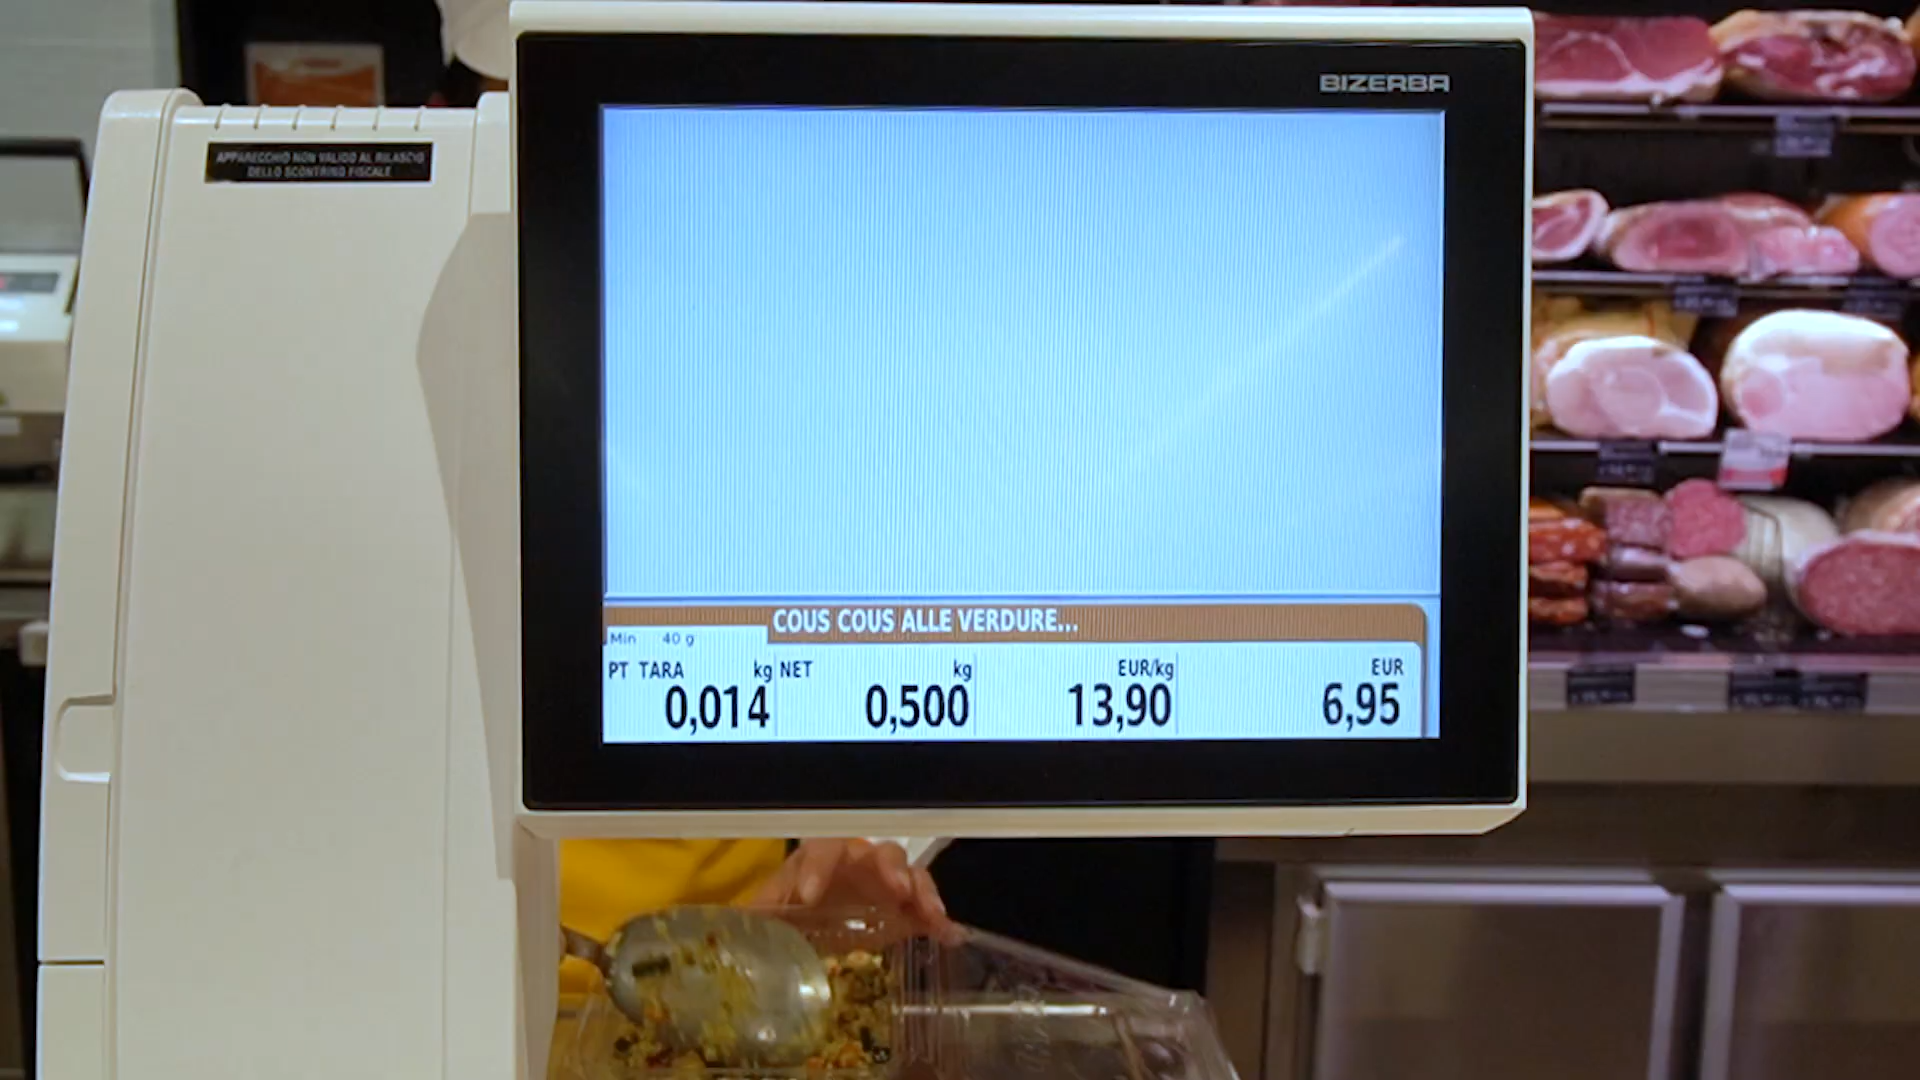 BIZERBA
APPARECCHIO NON VALIDO AL RILASCIO
DELLO SCONTRINO FISCALE
COUS COUS ALLE VERDURE...
Min 40 g
PT TARA kg NET kg EUR/kg EUR
0,014 0,500 13,90 6,95